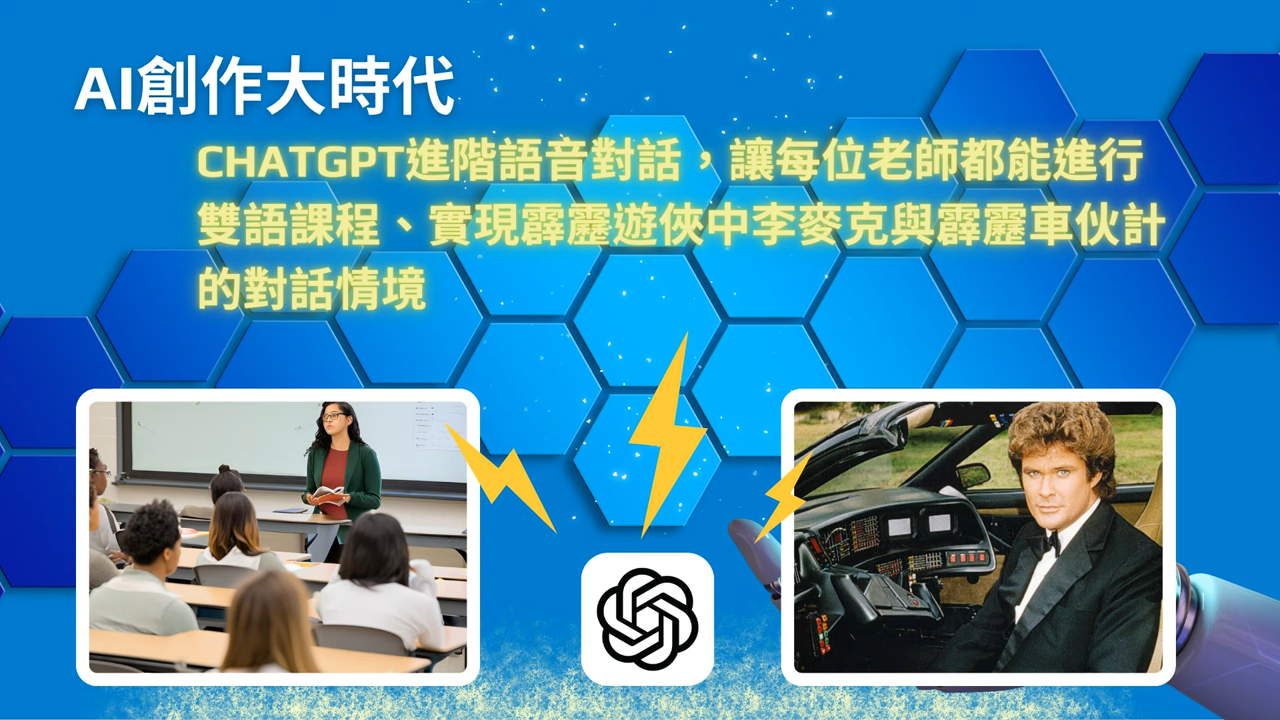 AI創作大時代
CHATGPT進階語音對話，讓每位老師都能進行
雙語課程、實現霹靂遊俠中李麥克與霹靂車伙計
的對話情境